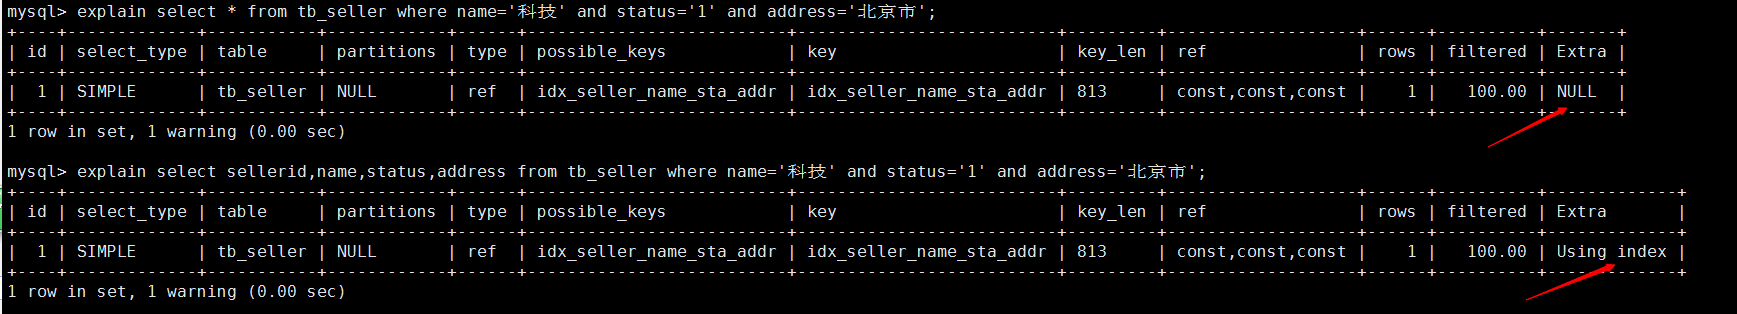 mysql> explain select * from tb_seller where name='科技' and status='1' and address='北京市';
+----+-------------+-----------+------------+------+--------------------------+--------------------------+---------+-------------------+------+----------+-------+
| id | select_type | table     | partitions | type | possible_keys            | key                      | key_len | ref               | rows | filtered | Extra |
+----+-------------+-----------+------------+------+--------------------------+--------------------------+---------+-------------------+------+----------+-------+
|  1 | SIMPLE      | tb_seller | NULL       | ref  | idx_seller_name_sta_addr | idx_seller_name_sta_addr | 813     | const,const,const |    1 |   100.00 | NULL  |
+----+-------------+-----------+------------+------+--------------------------+--------------------------+---------+-------------------+------+----------+-------+
1 row in set, 1 warning (0.00 sec)
mysql> explain select sellerid,name,status,address from tb_seller where name='科技' and status='1' and address='北京市';
+----+-------------+-----------+------------+------+--------------------------+--------------------------+---------+-------------------+------+----------+-------------+
| id | select_type | table     | partitions | type | possible_keys            | key                      | key_len | ref               | rows | filtered | Extra       |
+----+-------------+-----------+------------+------+--------------------------+--------------------------+---------+-------------------+------+----------+-------------+
|  1 | SIMPLE      | tb_seller | NULL       | ref  | idx_seller_name_sta_addr | idx_seller_name_sta_addr | 813     | const,const,const |    1 |   100.00 | Using index |
+----+-------------+-----------+------------+------+--------------------------+--------------------------+---------+-------------------+------+----------+-------------+
1 row in set, 1 warning (0.00 sec)